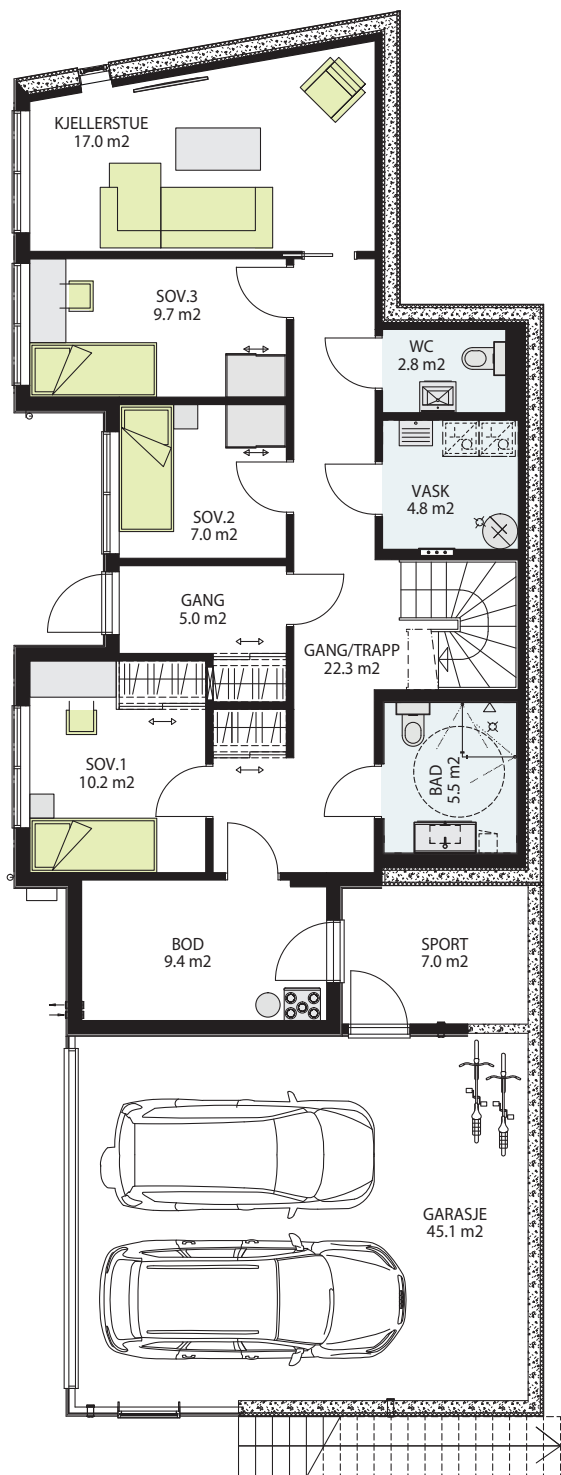 KJELLERSTUE
17.0 m2
SOV.3
9.7 m2
WC
2.8 m2
VASK
4.8 m2
SOV.2
7.0 m2
GANG
5.0 m2
GANG/TRAPP
22.3 m2
SOV.1
10.2 m2
BAD
5.5 m2
BOD
9.4 m2
SPORT
7.0 m2
GARASJE
45.1 m2